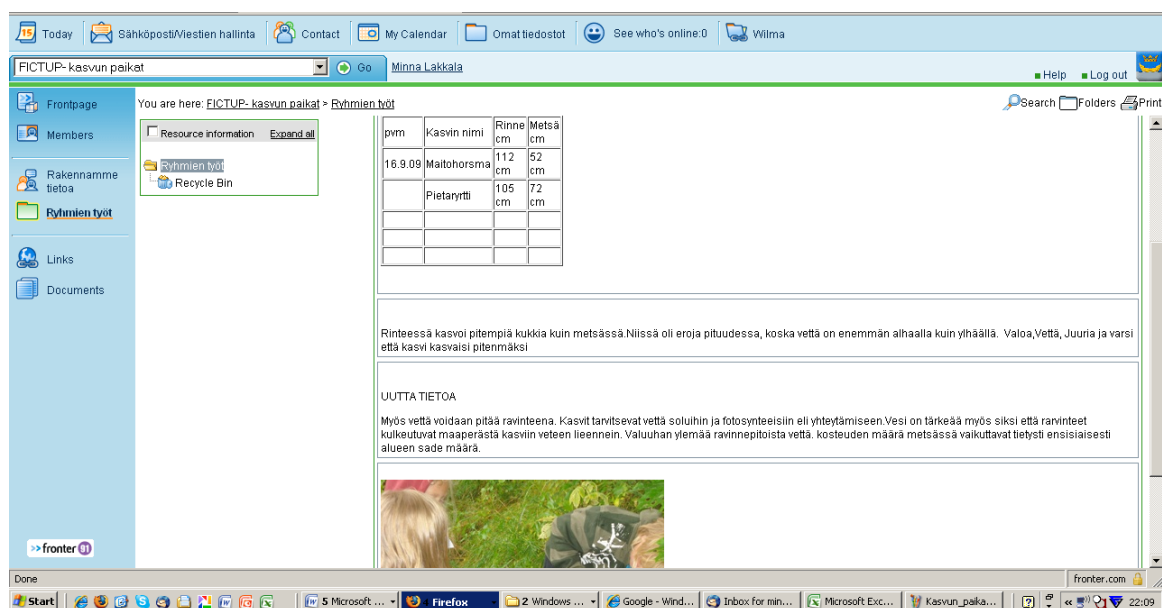 15 Today Sähköposti/Viestien hallinta Contact My Calendar Omat tiedostot See who's online:0 Wilma
FICTUP- kasvun paikat Go Minna Lakkala
Help Log out
Frontpage
Members
Rakennamme
tietoa
Ryhmien työt
Links
Documents
>> fronter 91
You are here: FICTUP- kasvun paikat > Ryhmien työt
Search Folders Print
Resource information Expand all
Ryhmien työt
Recycle Bin
pvm Kasvin nimi Rinne cm Metsä cm
16.9.09 Maitohorsma 112 cm 52 cm
Pietaryrtti 105 cm 72 cm
Rinteessä kasvoi pitempiä kukkia kuin metsässä.Niissä oli eroja pituudessa, koska vettä on enemmän alhaalla kuin ylhäällä. Valoa,Vettä, Juuria ja varsi
että kasvi kasvaisi pitenmäksi
UUTTA TIETOA
Myös vettä voidaan pitää ravinteena. Kasvit tarvitsevat vettä soluihin ja fotosynteeisiin eli yhteytämiseen.Vesi on tärkeää myös siksi että rarvinteet
kulkeutuvat maaperästä kasviin veteen lieennein. Valuuhan ylemää ravinnepitoista vettä. kosteuden määrä metsässä vaikuttavat tietysti ensisiaisesti
alueen sade määrä.
Done fronter.com
Start 5 Microsoft ... Firefox 2 Windows ... Google - Wind... Inbox for min... Microsoft Exc... Kasvun_paika... 22:09